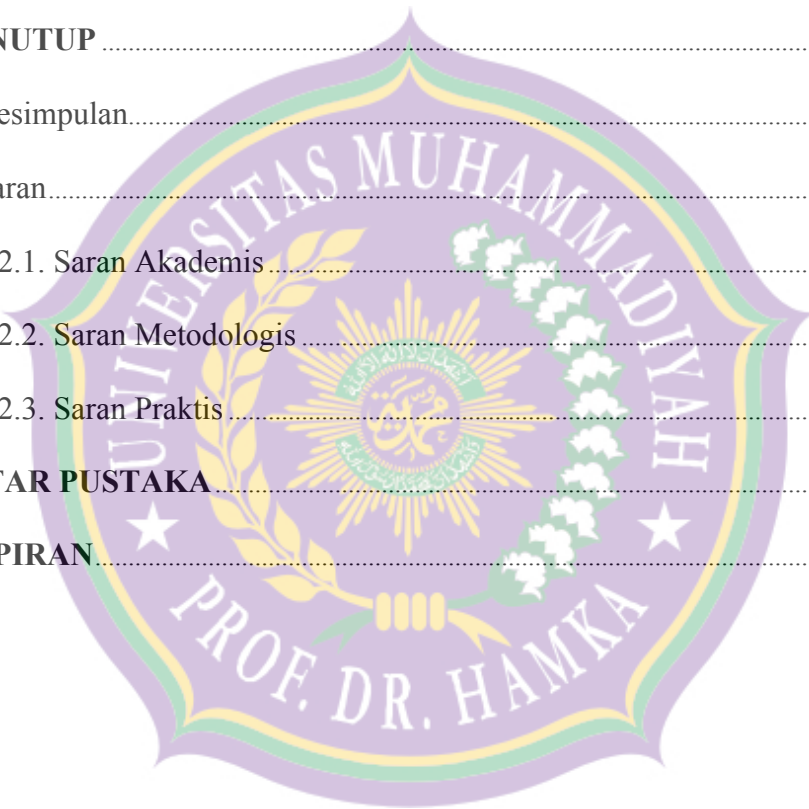 NUTUP ........................................................................
esimpulan....................................................................
aran..............................................................................
2.1. Saran Akademis ....................................................
2.2. Saran Metodologis ................................................
2.3. Saran Praktis .........................................................
TAR PUSTAKA ............................................................
PIRAN...........................................................................
UNIVERSITAS MUHAMMADIYAH
محمدية
PROF. DR. HAMKA